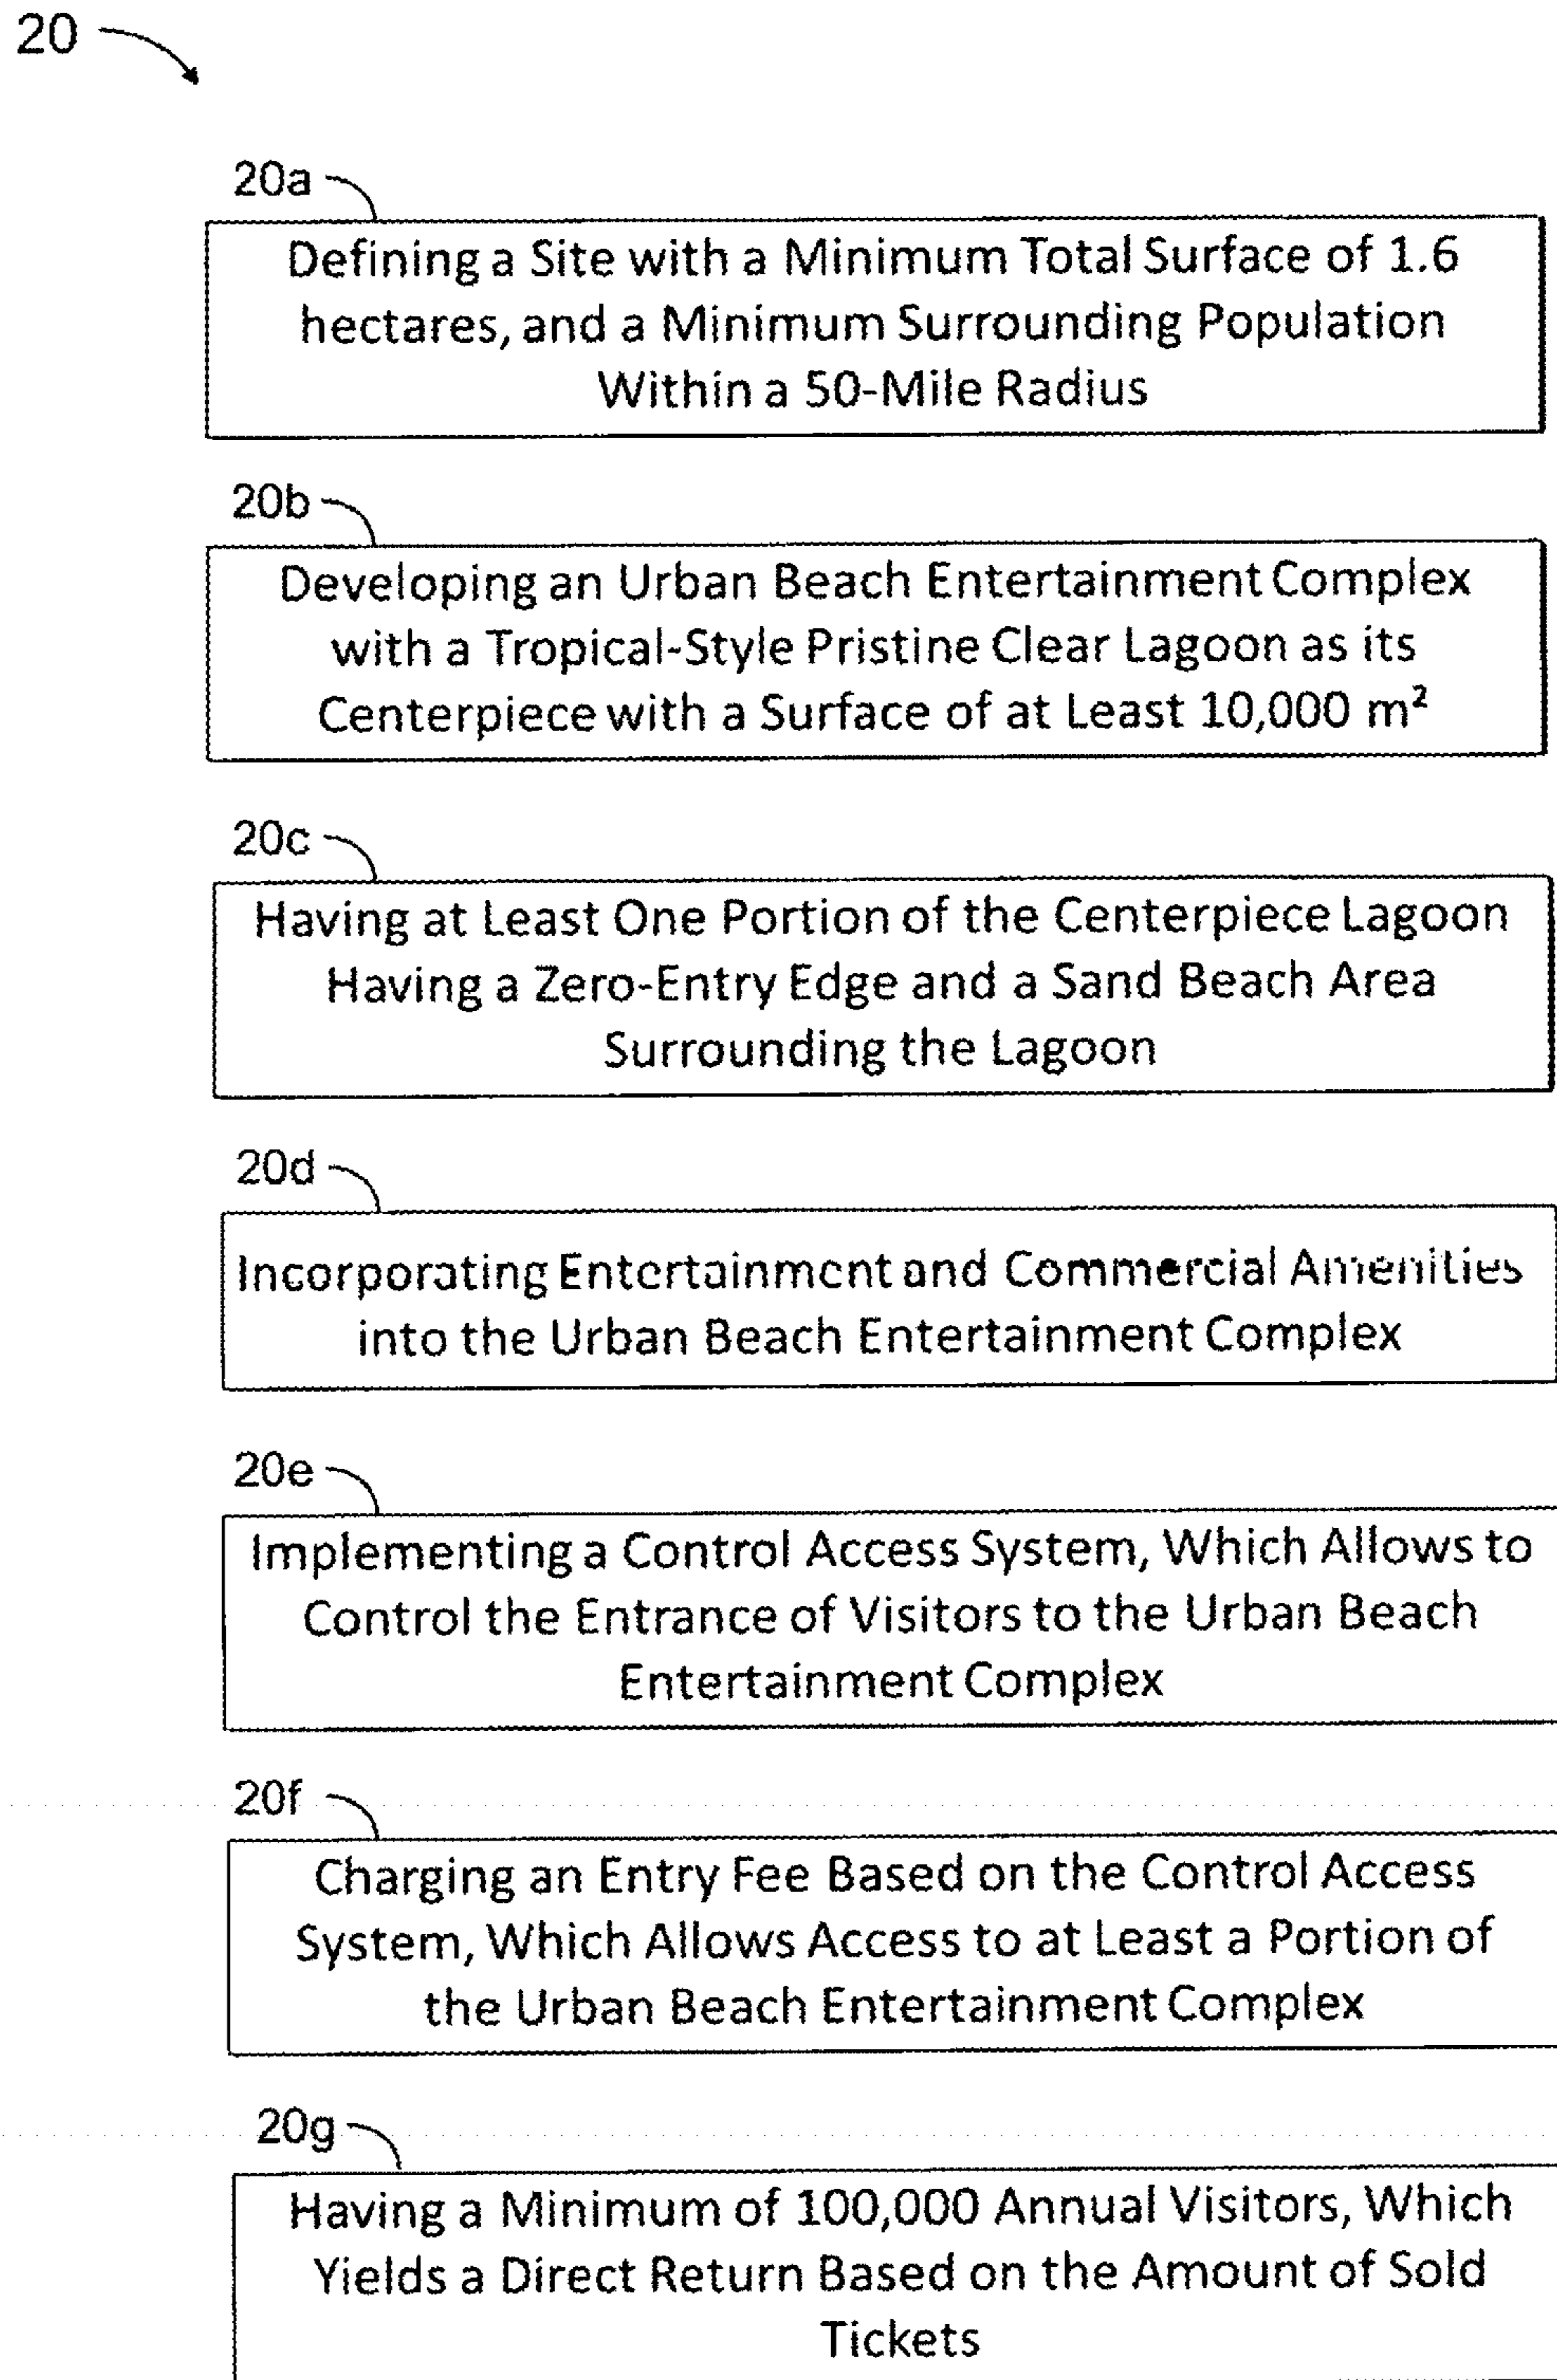 20
20a
Defining a Site with a Minimum Total Surface of 1.6
hectares, and a Minimum Surrounding Population
Within a 50-Mile Radius
20b
Developing an Urban Beach Entertainment Complex
with a Tropical-Style Pristine Clear Lagoon as its
Centerpiece with a Surface of at Least 10,000 m²
20c
Having at Least One Portion of the Centerpiece Lagoon
Having a Zero-Entry Edge and a Sand Beach Area
Surrounding the Lagoon
20d
Incorporating Entertainment and Commercial Amenities
into the Urban Beach Entertainment Complex
20e
Implementing a Control Access System, Which Allows to
Control the Entrance of Visitors to the Urban Beach
Entertainment Complex
20f
Charging an Entry Fee Based on the Control Access
System, Which Allows Access to at Least a Portion of
the Urban Beach Entertainment Complex
20g
Having a Minimum of 100,000 Annual Visitors, Which
Yields a Direct Return Based on the Amount of Sold
Tickets